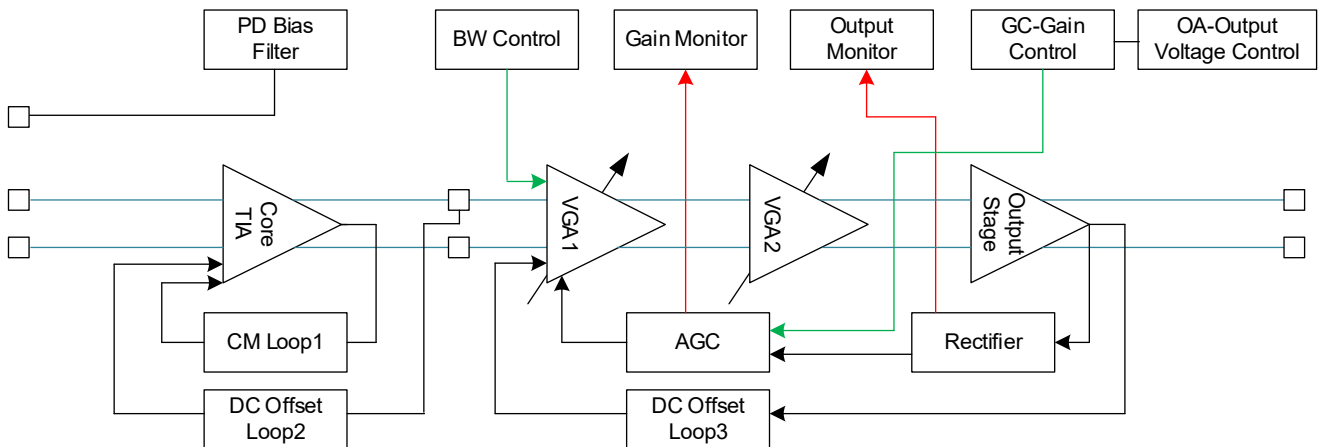 PD Bias
Filter
BW Control
Gain Monitor
Output
Monitor
GC-Gain
Control
OA-Output
Voltage Control
Core
TIA
VGA1
VGA2
Output
Stage
CM Loop1
AGC
Rectifier
DC Offset
Loop2
DC Offset
Loop3